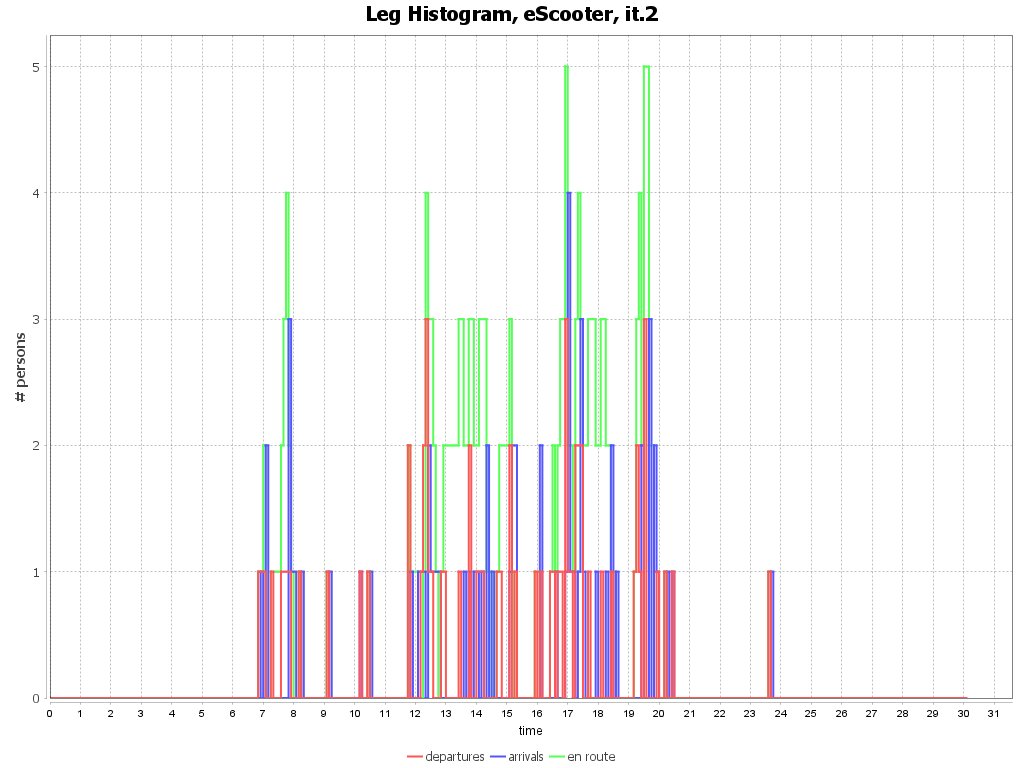 Leg Histogram, eScooter, it.2
# persons
5
4
3
2
1
0
0 1 2 3 4 5 6 7 8 9 10 11 12 13 14 15 16 17 18 19 20 21 22 23 24 25 26 27 28 29 30 31
time
departures arrivals en route